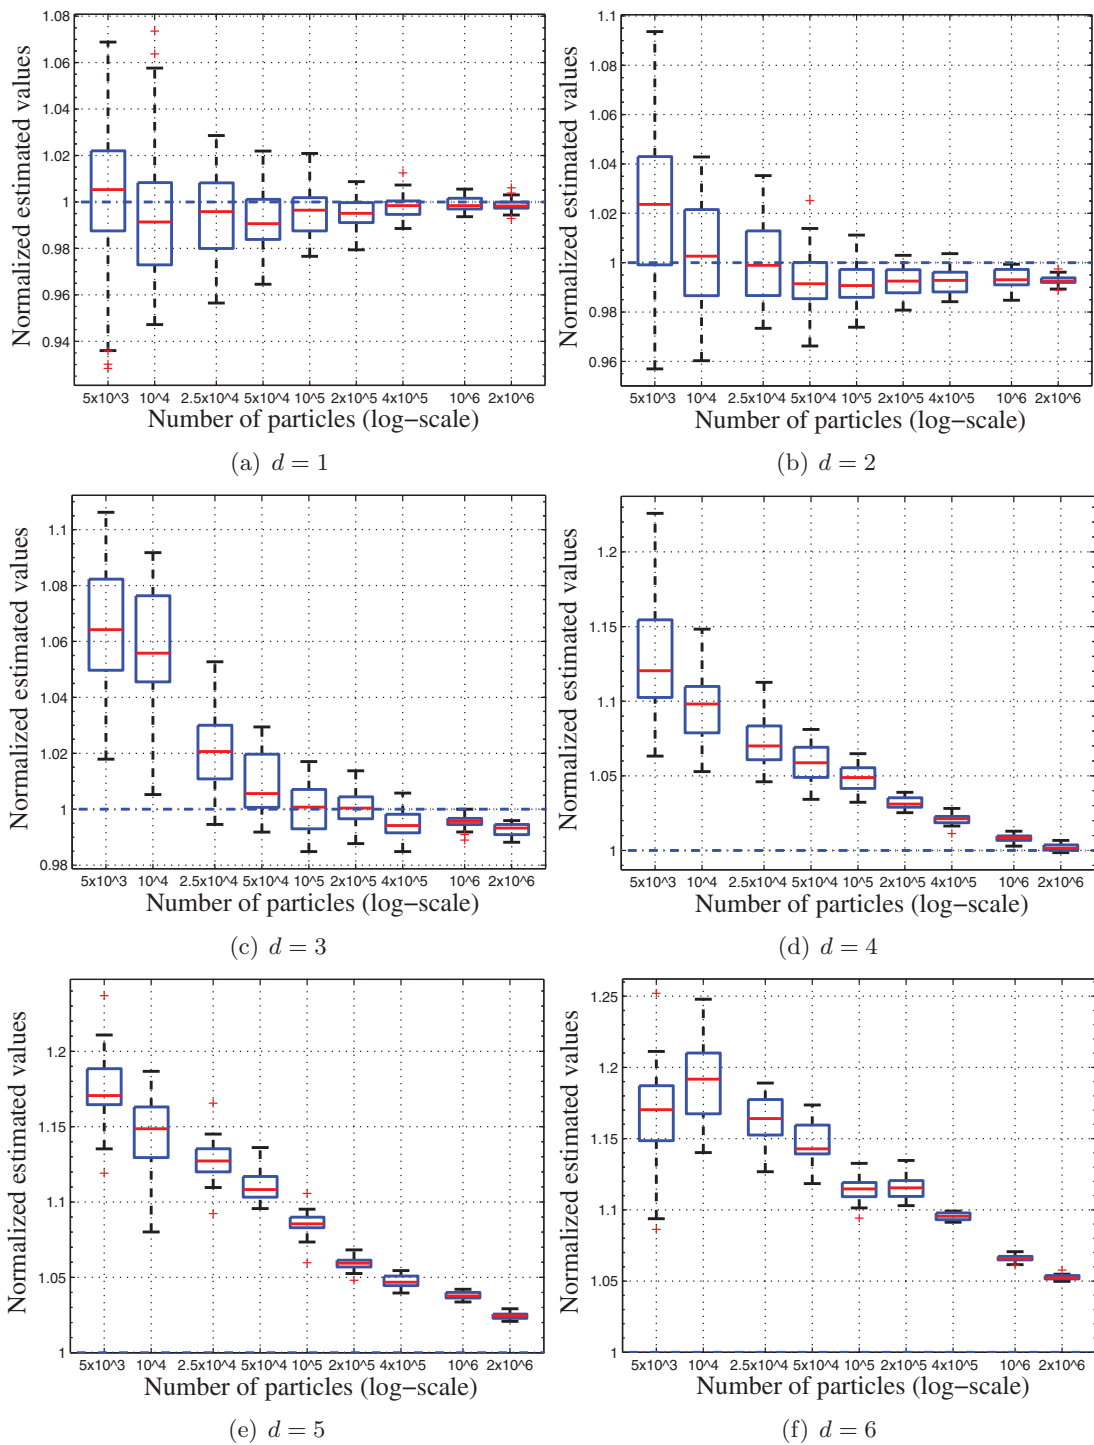 1.08
1.06
1.04
1.02
1
0.98
0.96
0.94
Normalized estimated values
5x10^3 10^4 2.5x10^4 5x10^4 10^5 2x10^5 4x10^5 10^6 2x10^6
Number of particles (log-scale)
(a) d = 1
1.1
1.08
1.06
1.04
1.02
1
0.98
0.96
Normalized estimated values
5x10^3 10^4 2.5x10^4 5x10^4 10^5 2x10^5 4x10^5 10^6 2x10^6
Number of particles (log-scale)
(b) d = 2
1.1
1.08
1.06
1.04
1.02
1
0.98
Normalized estimated values
5x10^3 10^4 2.5x10^4 5x10^4 10^5 2x10^5 4x10^5 10^6 2x10^6
Number of particles (log-scale)
(c) d = 3
1.2
1.15
1.1
1.05
1
Normalized estimated values
5x10^3 10^4 2.5x10^4 5x10^4 10^5 2x10^5 4x10^5 10^6 2x10^6
Number of particles (log-scale)
(d) d = 4
1.2
1.15
1.1
1.05
1
Normalized estimated values
5x10^3 10^4 2.5x10^4 5x10^4 10^5 2x10^5 4x10^5 10^6 2x10^6
Number of particles (log-scale)
(e) d = 5
1.25
1.2
1.15
1.1
1.05
1
Normalized estimated values
5x10^3 10^4 2.5x10^4 5x10^4 10^5 2x10^5 4x10^5 10^6 2x10^6
Number of particles (log-scale)
(f) d = 6